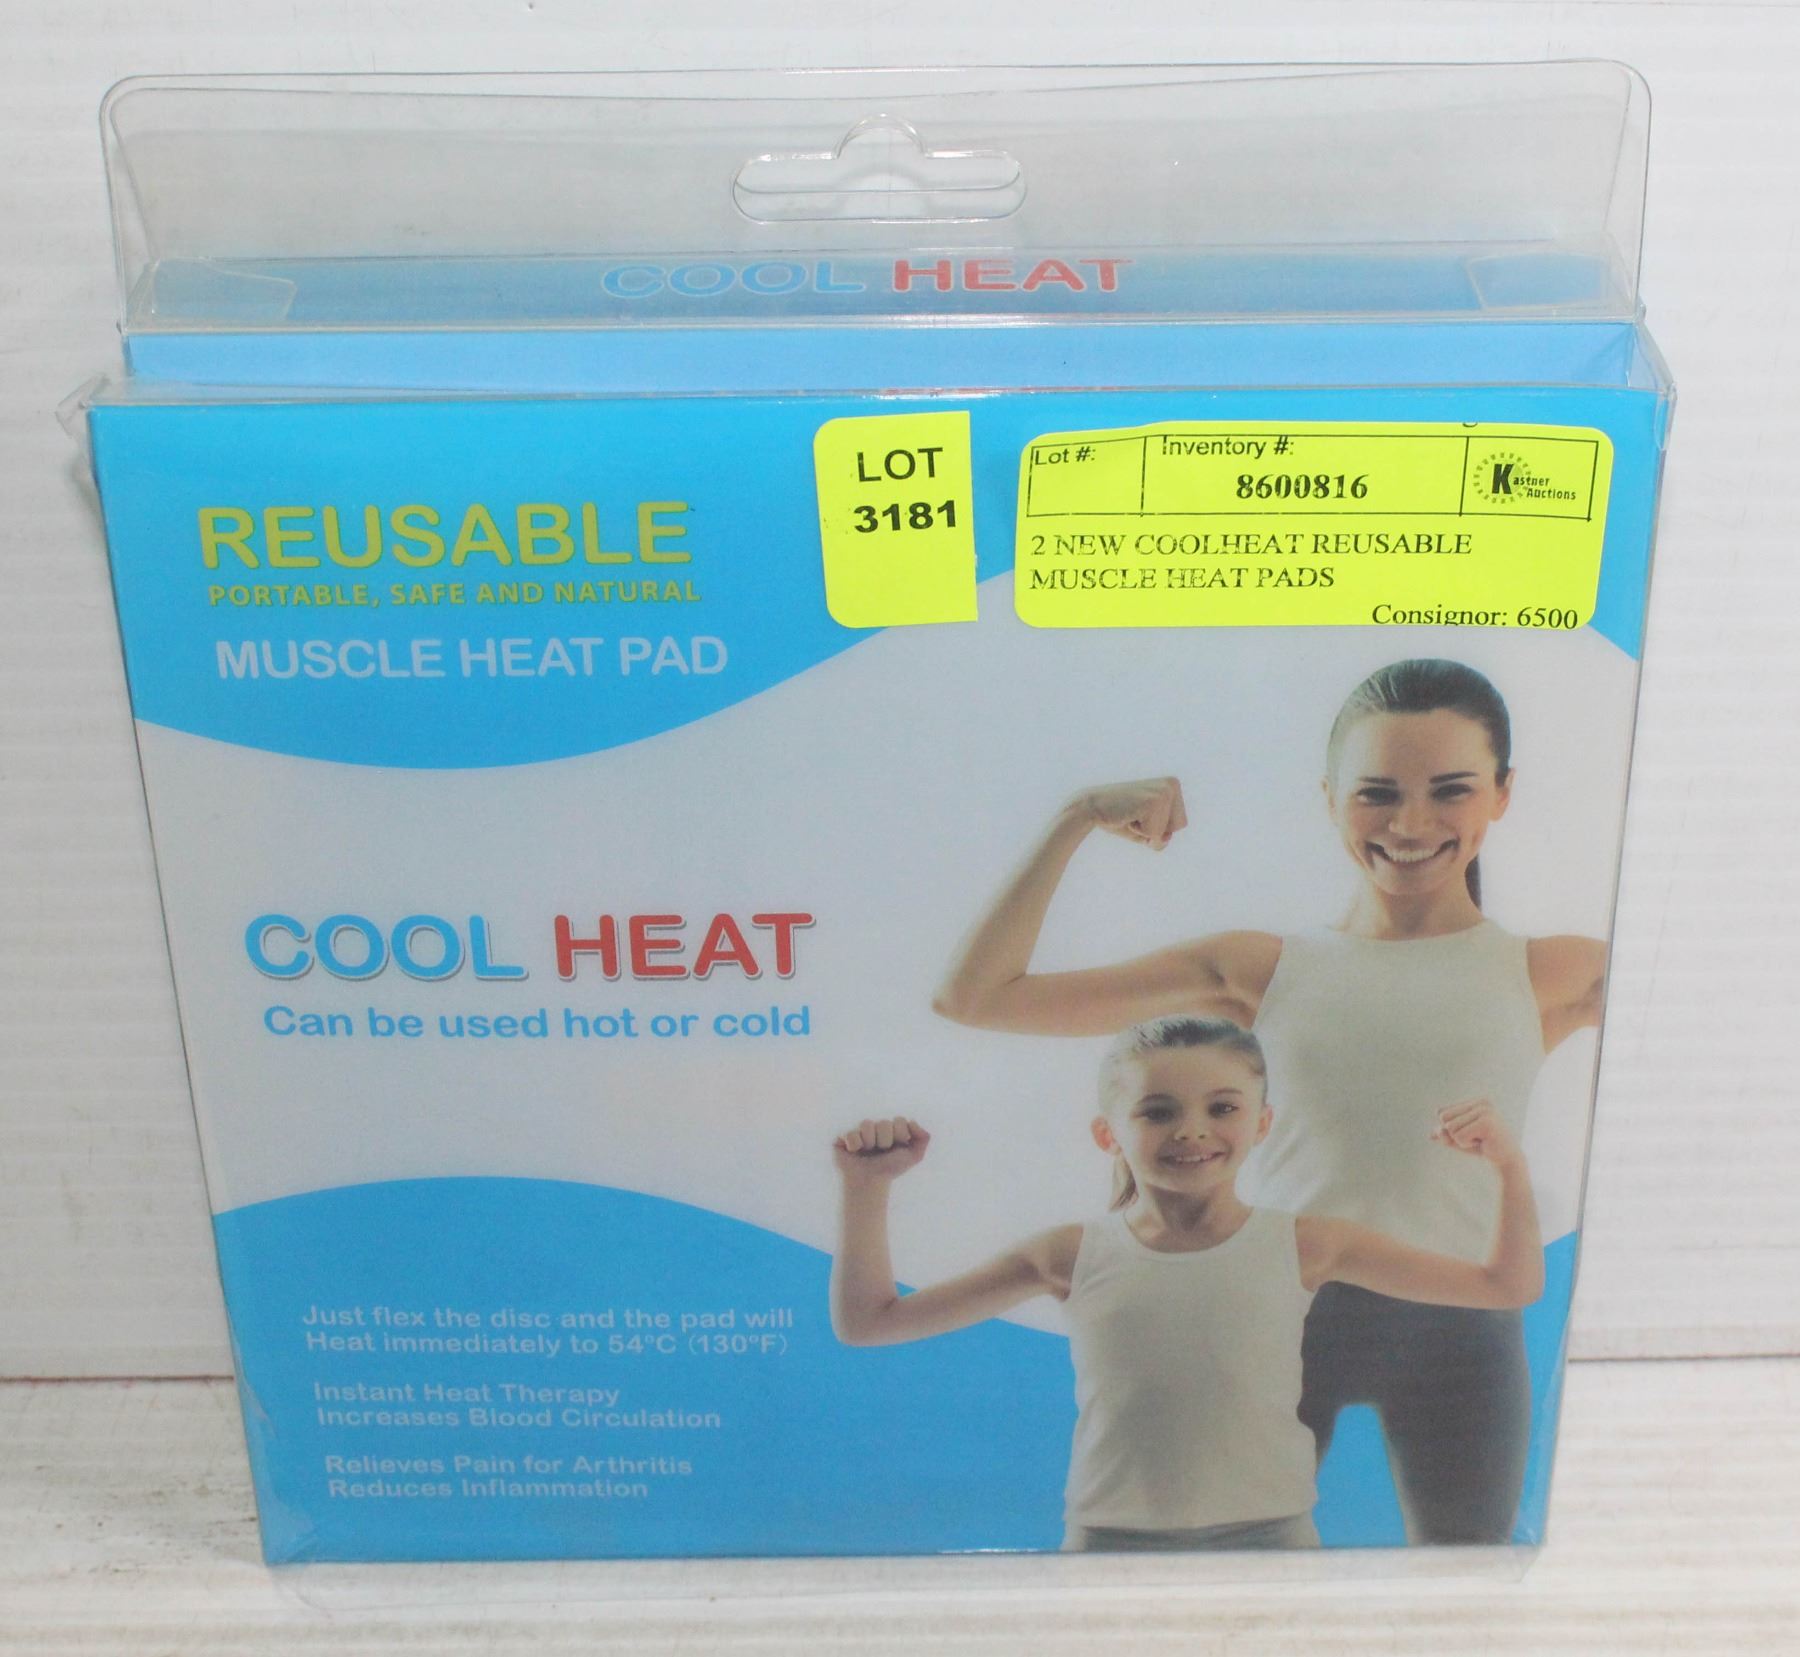 COOL HEAT
LOT
3181
Lot #:
Inventory #:
8600816
Kastner
Auctions
2 NEW COOLHEAT REUSABLE
MUSCLE HEAT PADS
Consignor: 6500
REUSABLE
PORTABLE, SAFE AND NATURAL
MUSCLE HEAT PAD
COOL HEAT
Can be used hot or cold
Just flex the disc and the pad will
Heat immediately to 54°C (130°F)
Instant Heat Therapy
Increases Blood Circulation
Relieves Pain for Arthritis
Reduces Inflammation